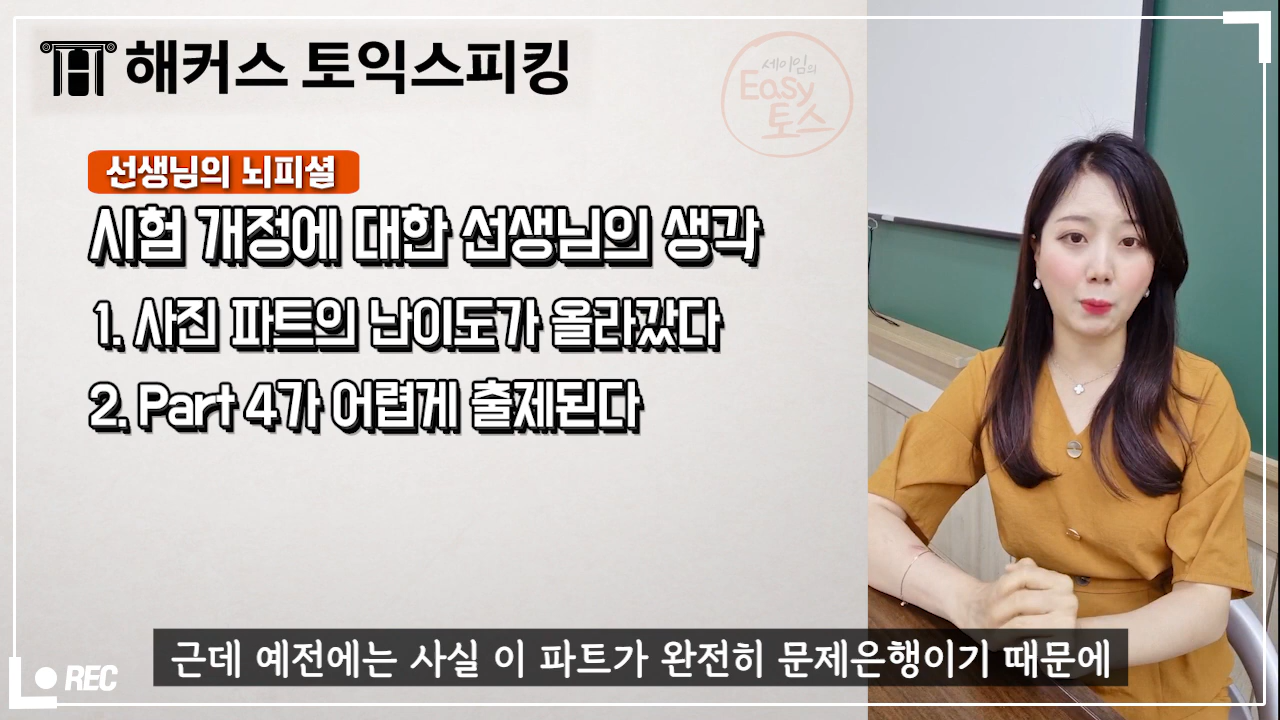 해커스 토익스피킹
세이임의
Easy
토스
선생님의 뇌피셜
시험 개정에 대한 선생님의 생각
1. 사진 파트의 난이도가 올라갔다
2. Part 4가 어렵게 출제된다
근데 예전에는 사실 이 파트가 완전히 문제은행이기 때문에
REC